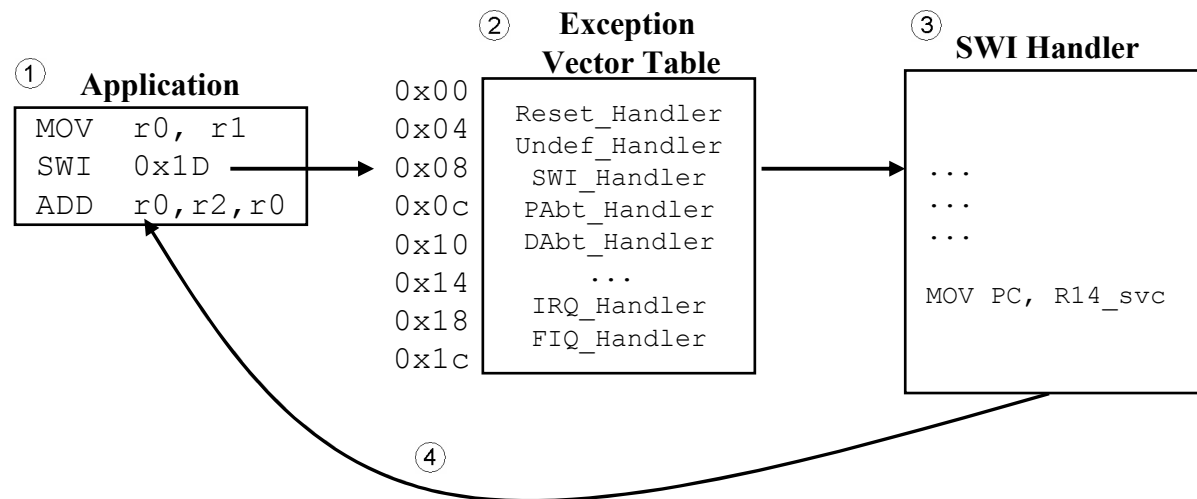 ①
Application
MOV r0, r1
SWI 0x1D
ADD r0,r2,r0
②
Exception
Vector Table
0x00
0x04
0x08
0x0c
0x10
0x14
0x18
0x1c
Reset_Handler
Undef_Handler
SWI_Handler
PAbt_Handler
DAbt_Handler
...
IRQ_Handler
FIQ_Handler
③
SWI Handler
...
...
...
MOV PC, R14_svc
④